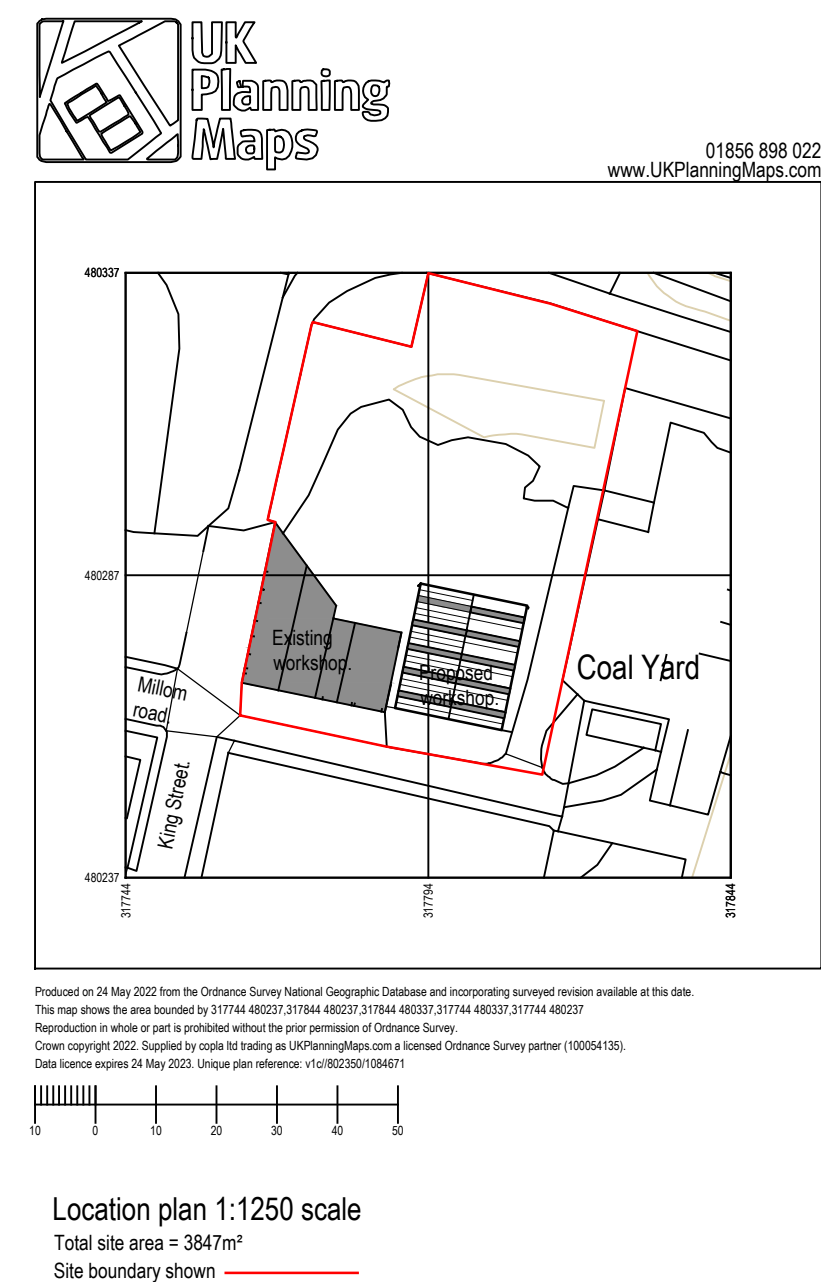 UK
Planning
Maps
01856 898 022
www.UKPlanningMaps.com
480337
480287
480237
317744
317794
317844
Existing
workshop.
Proposed
workshop.
Coal Yard
Millom
road.
King Street.
Produced on 24 May 2022 from the Ordnance Survey National Geographic Database and incorporating surveyed revision available at this date.
This map shows the area bounded by 317744 480237,317844 480237,317844 480337,317744 480337,317744 480237
Reproduction in whole or part is prohibited without the prior permission of Ordnance Survey.
Crown copyright 2022. Supplied by copla ltd trading as UKPlanningMaps.com a licensed Ordnance Survey partner (100054135).
Data licence expires 24 May 2023. Unique plan reference: v1c//802350/1084671
10 0 10 20 30 40 50
Location plan 1:1250 scale
Total site area = 3847m²
Site boundary shown